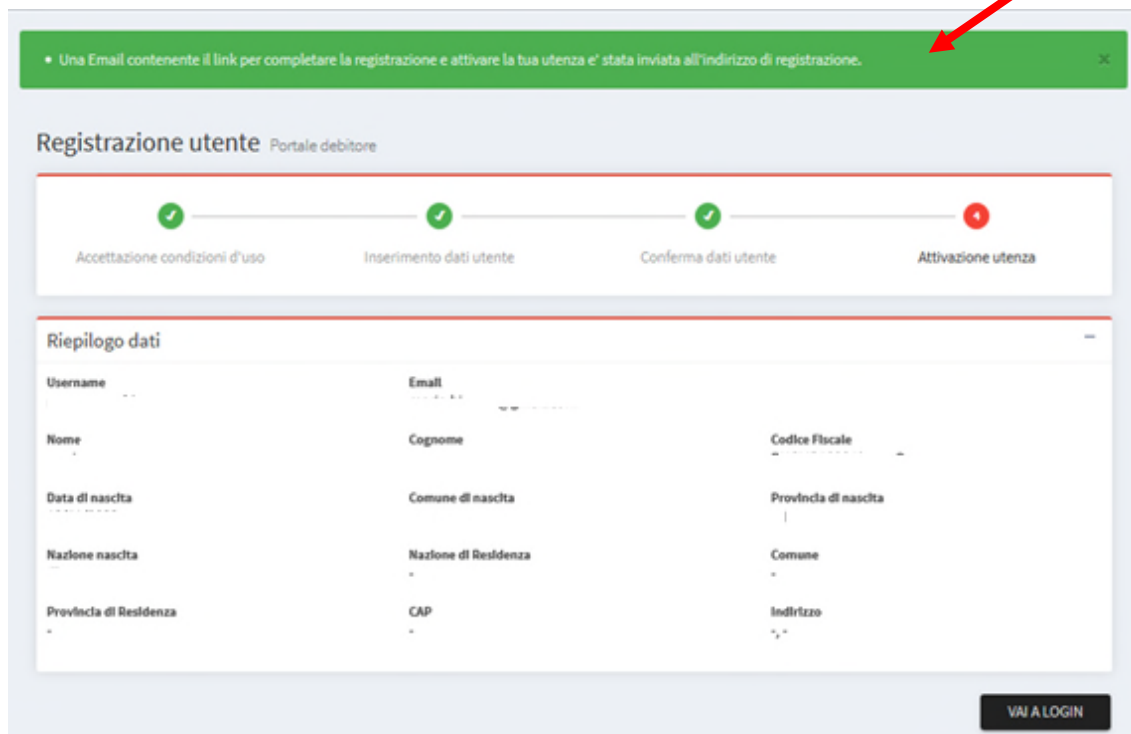 • Una Email contenente il link per completare la registrazione e attivare la tua utenza e' stata inviata all'indirizzo di registrazione. ×
Registrazione utente Portale debitore
4
Accettazione condizioni d'uso Inserimento dati utente Conferma dati utente Attivazione utenza
Riepilogo dati
Username Email
Nome Cognome Codice Fiscale
Data di nascita Comune di nascita Provincia di nascita
Nazione nascita Nazione di Residenza Comune
- -
Provincia di Residenza CAP Indirizzo
- - -, -
VAI A LOGIN